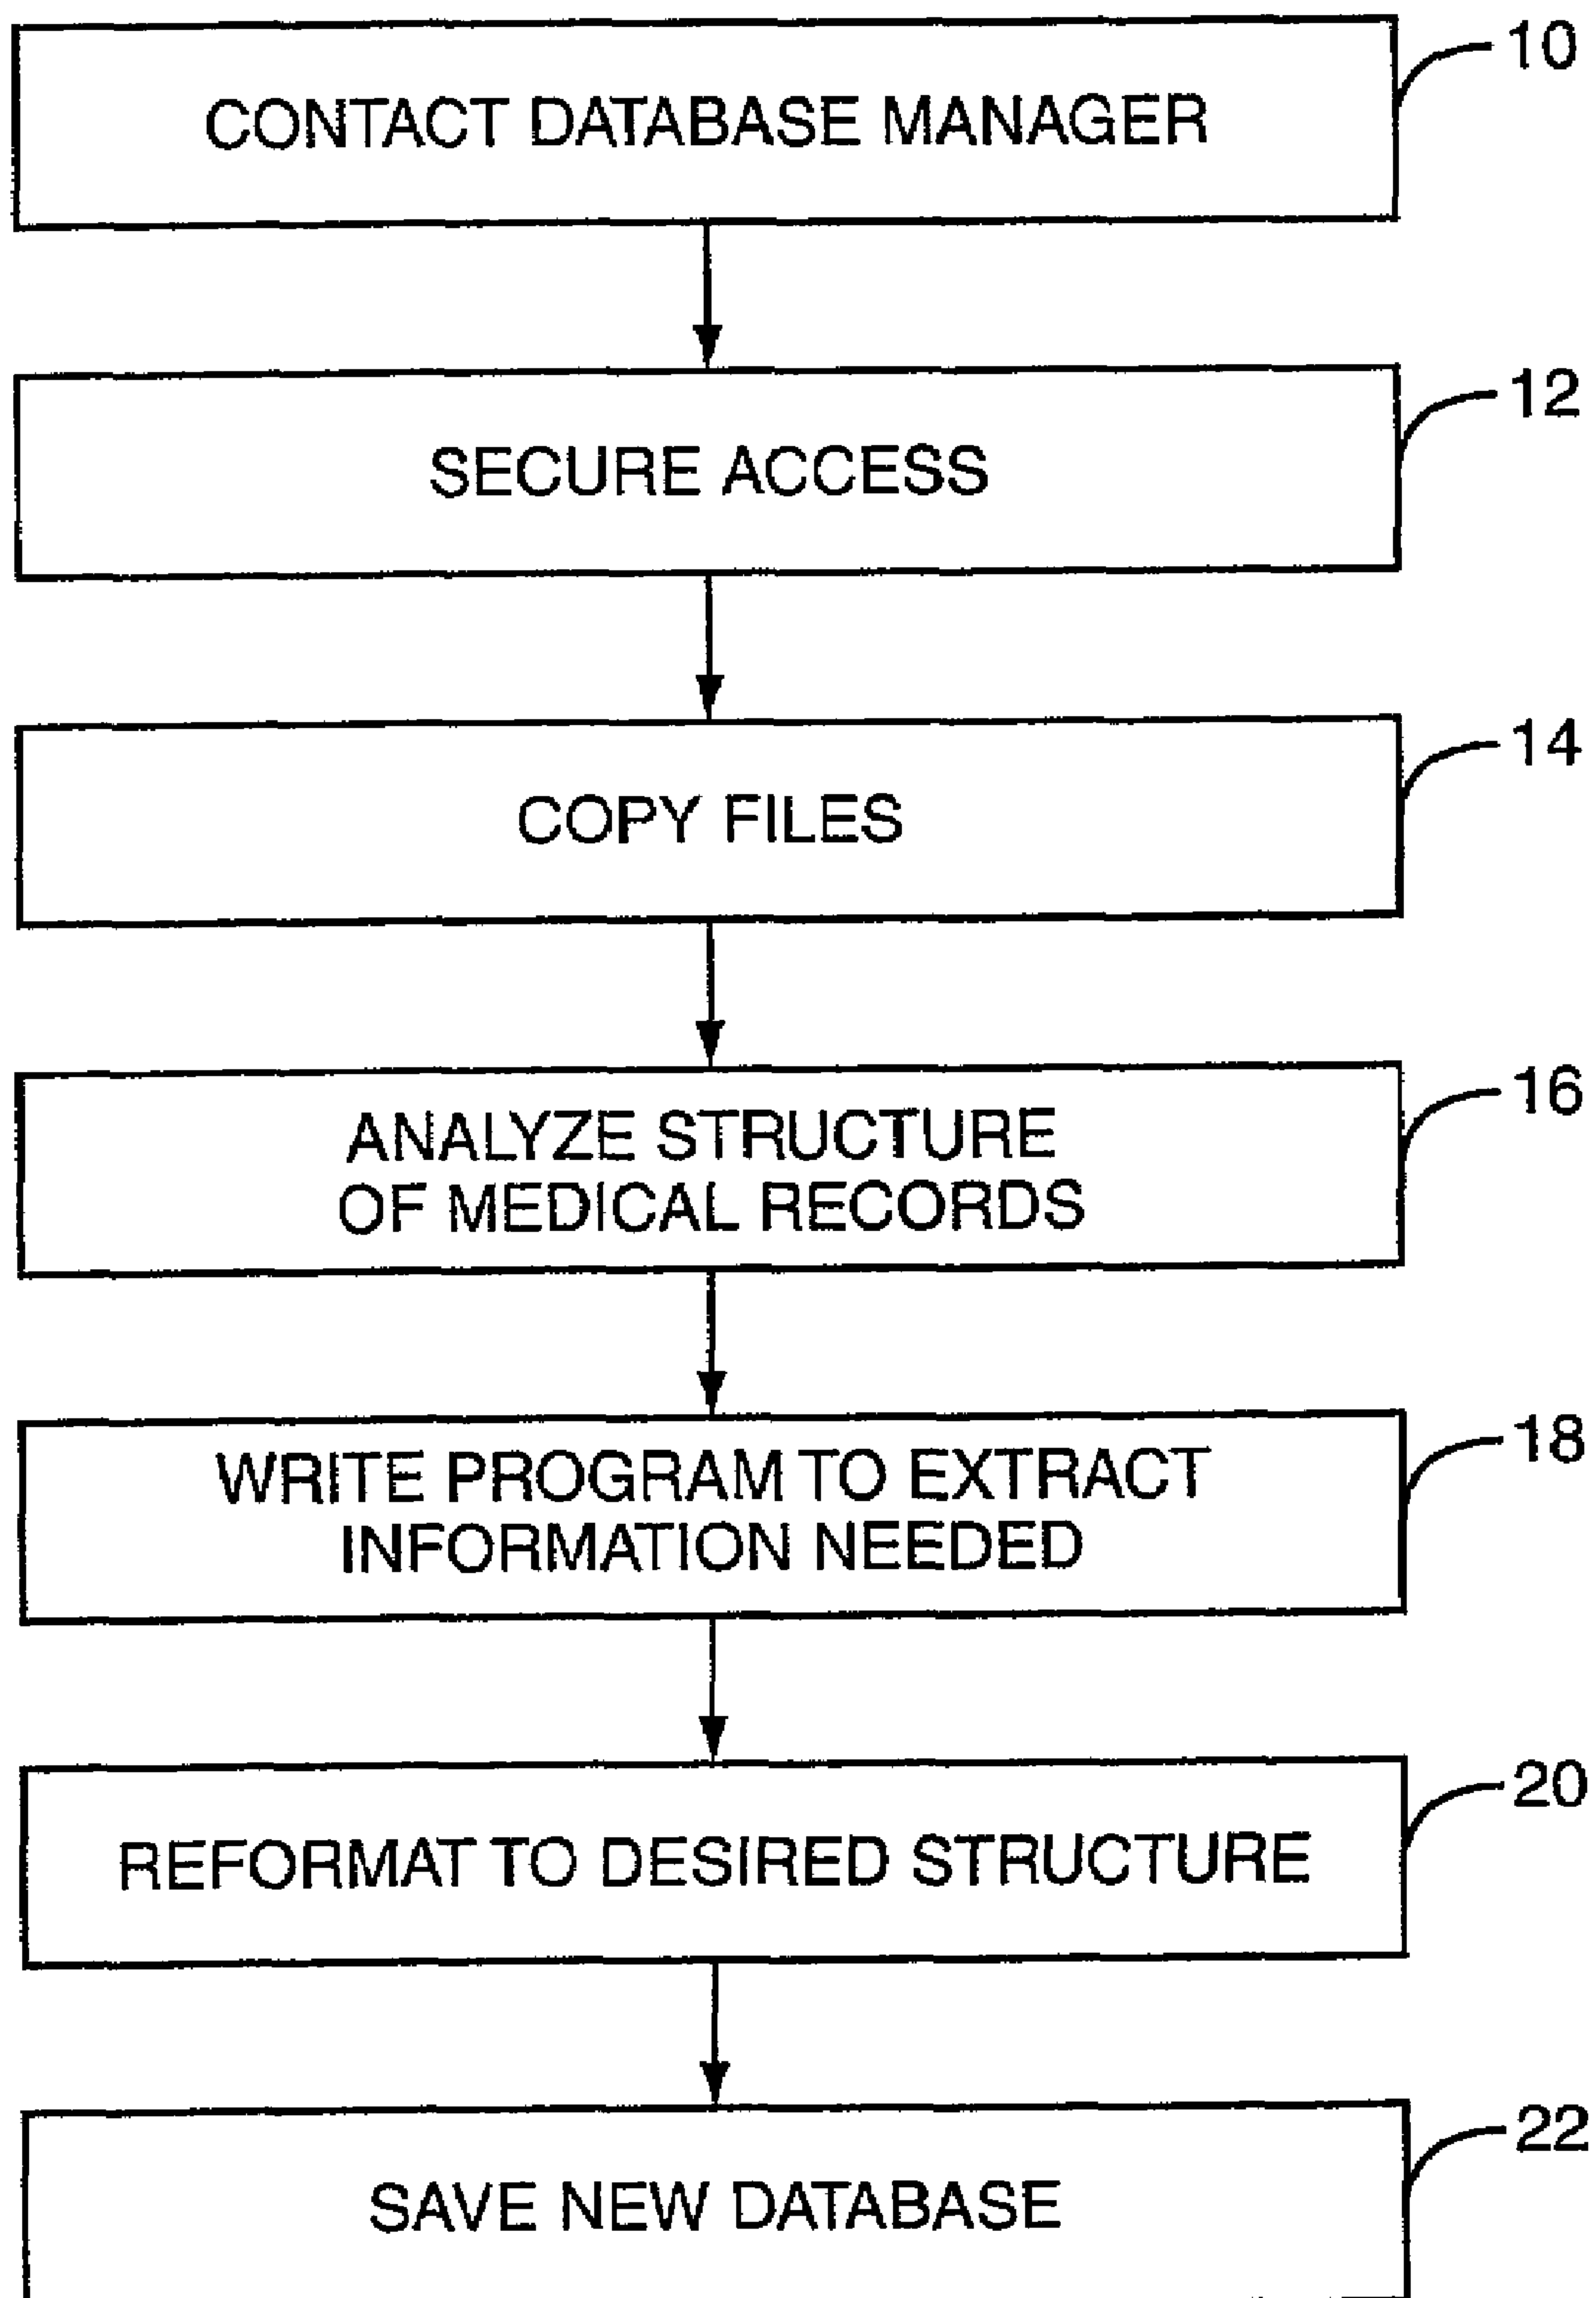 CONTACT DATABASE MANAGER
10
SECURE ACCESS
12
COPY FILES
14
ANALYZE STRUCTURE
OF MEDICAL RECORDS
16
WRITE PROGRAM TO EXTRACT
INFORMATION NEEDED
18
REFORMAT TO DESIRED STRUCTURE
20
SAVE NEW DATABASE
22